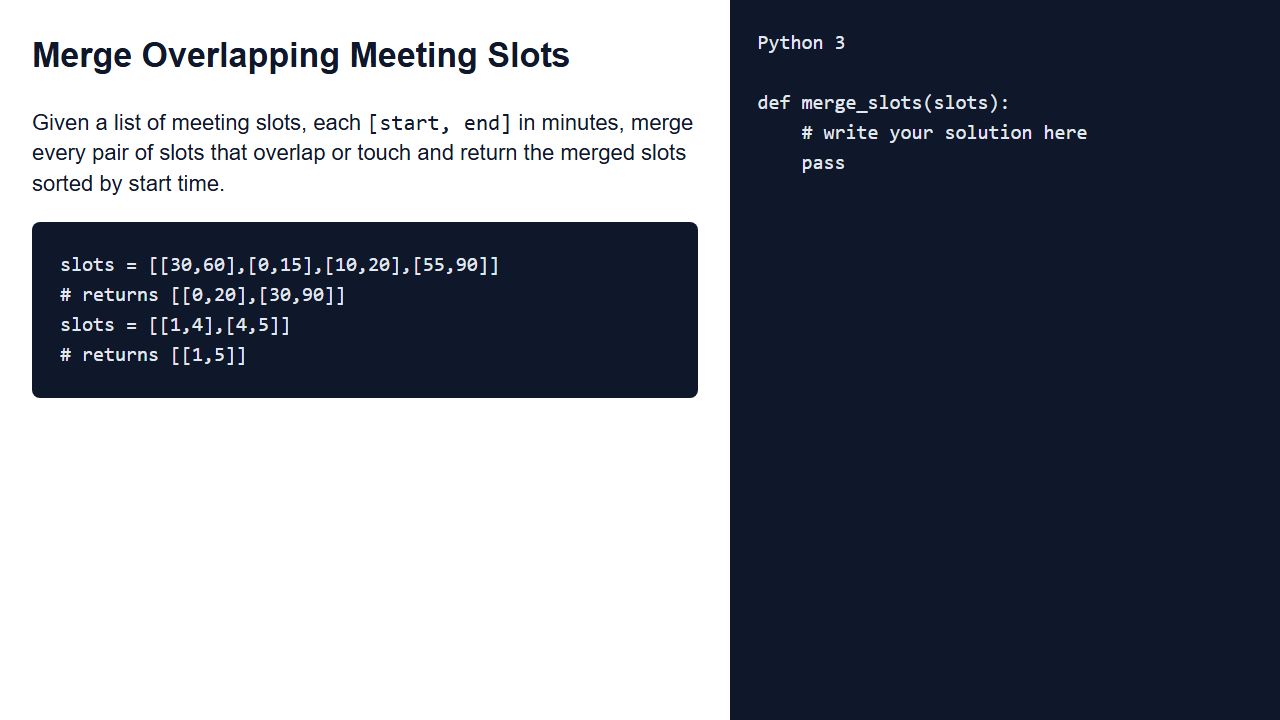 Merge Overlapping Meeting Slots
Given a list of meeting slots, each [start, end] in minutes, merge
every pair of slots that overlap or touch and return the merged slots
sorted by start time.
slots = [[30,60],[0,15],[10,20],[55,90]]
# returns [[0,20],[30,90]]
slots = [[1,4],[4,5]]
# returns [[1,5]]
Python 3
def merge_slots(slots):
    # write your solution here
    pass